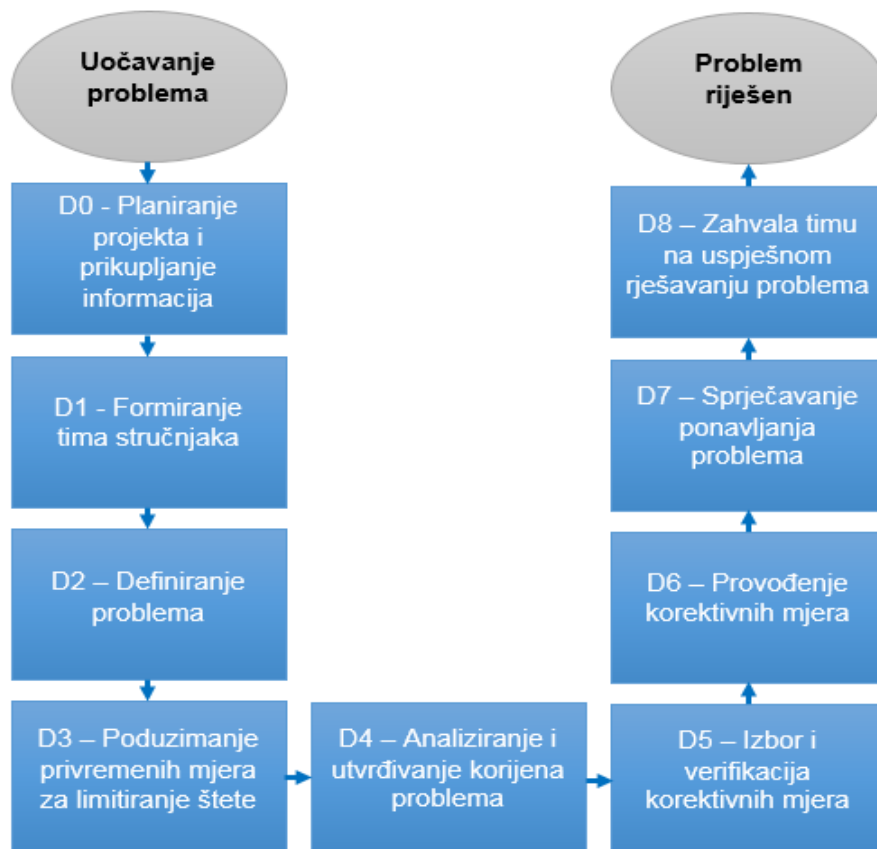 Uočavanje
problema
D0 - Planiranje
projekta i
prikupljanje
informacija
D1 - Formiranje
tima stručnjaka
D2 – Definiranje
problema
D3 – Poduzimanje
privremenih mjera
za limitiranje štete
D4 – Analiziranje i
utvrđivanje korijena
problema
D5 – Izbor i
verifikacija
korektivnih mjera
D6 – Provođenje
korektivnih mjera
D7 – Sprječavanje
ponavljanja
problema
D8 – Zahvala timu
na uspješnom
rješavanju problema
Problem
riješen